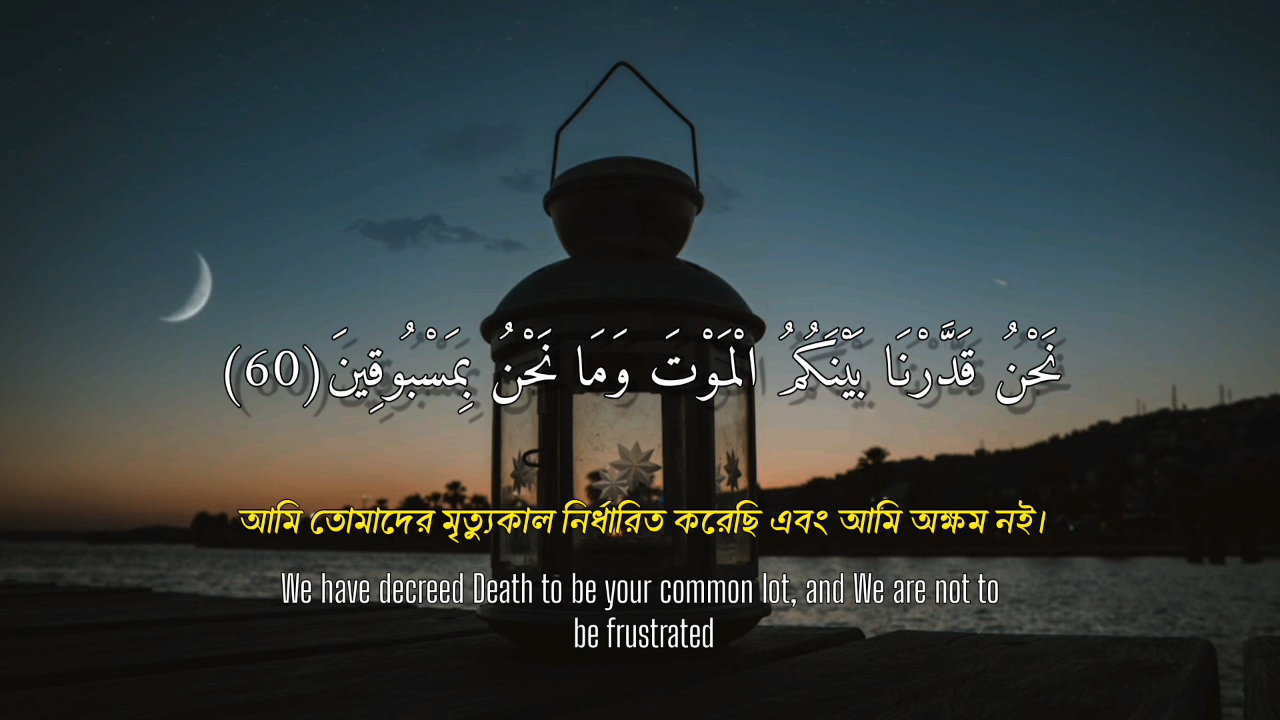 نَحْنُ قَدَّرْنَا بَيْنَكُمُ الْمَوْتَ وَمَا نَحْنُ بِمَسْبُوقِينَ(60)
আমি তোমাদের মৃত্যুকাল নির্ধারিত করেছি এবং আমি অক্ষম নই।
We have decreed Death to be your common lot, and We are not to
be frustrated